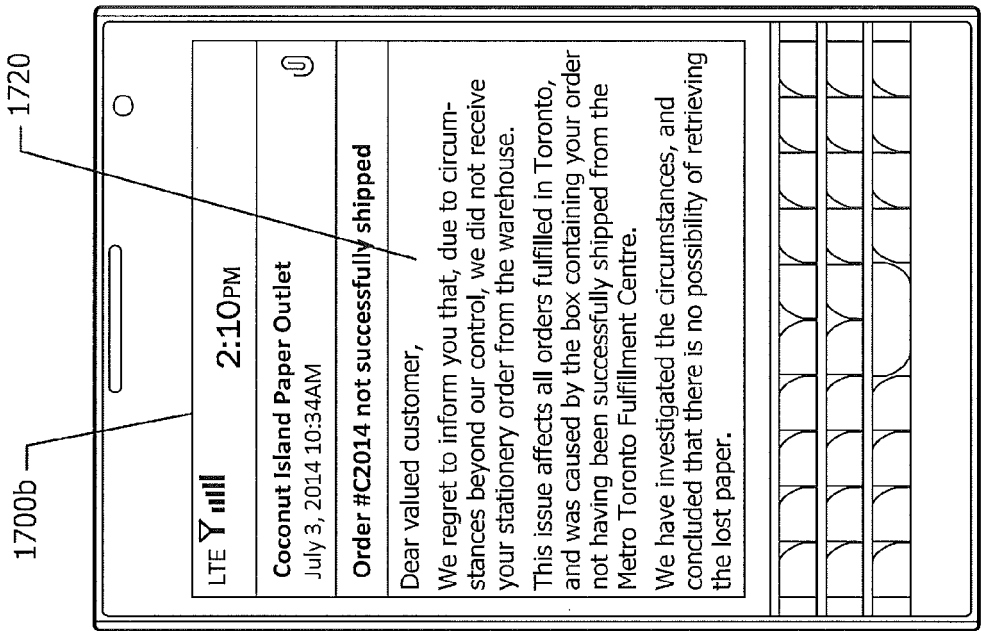 1700b
1720
LTE
2:10PM
Coconut Island Paper Outlet
July 3, 2014 10:34AM
Order #C2014 not successfully shipped
Dear valued customer,
We regret to inform you that, due to circum-
stances beyond our control, we did not receive
your stationery order from the warehouse.
This issue affects all orders fulfilled in Toronto,
and was caused by the box containing your order
not having been successfully shipped from the
Metro Toronto Fulfillment Centre.
We have investigated the circumstances, and
concluded that there is no possibility of retrieving
the lost paper.